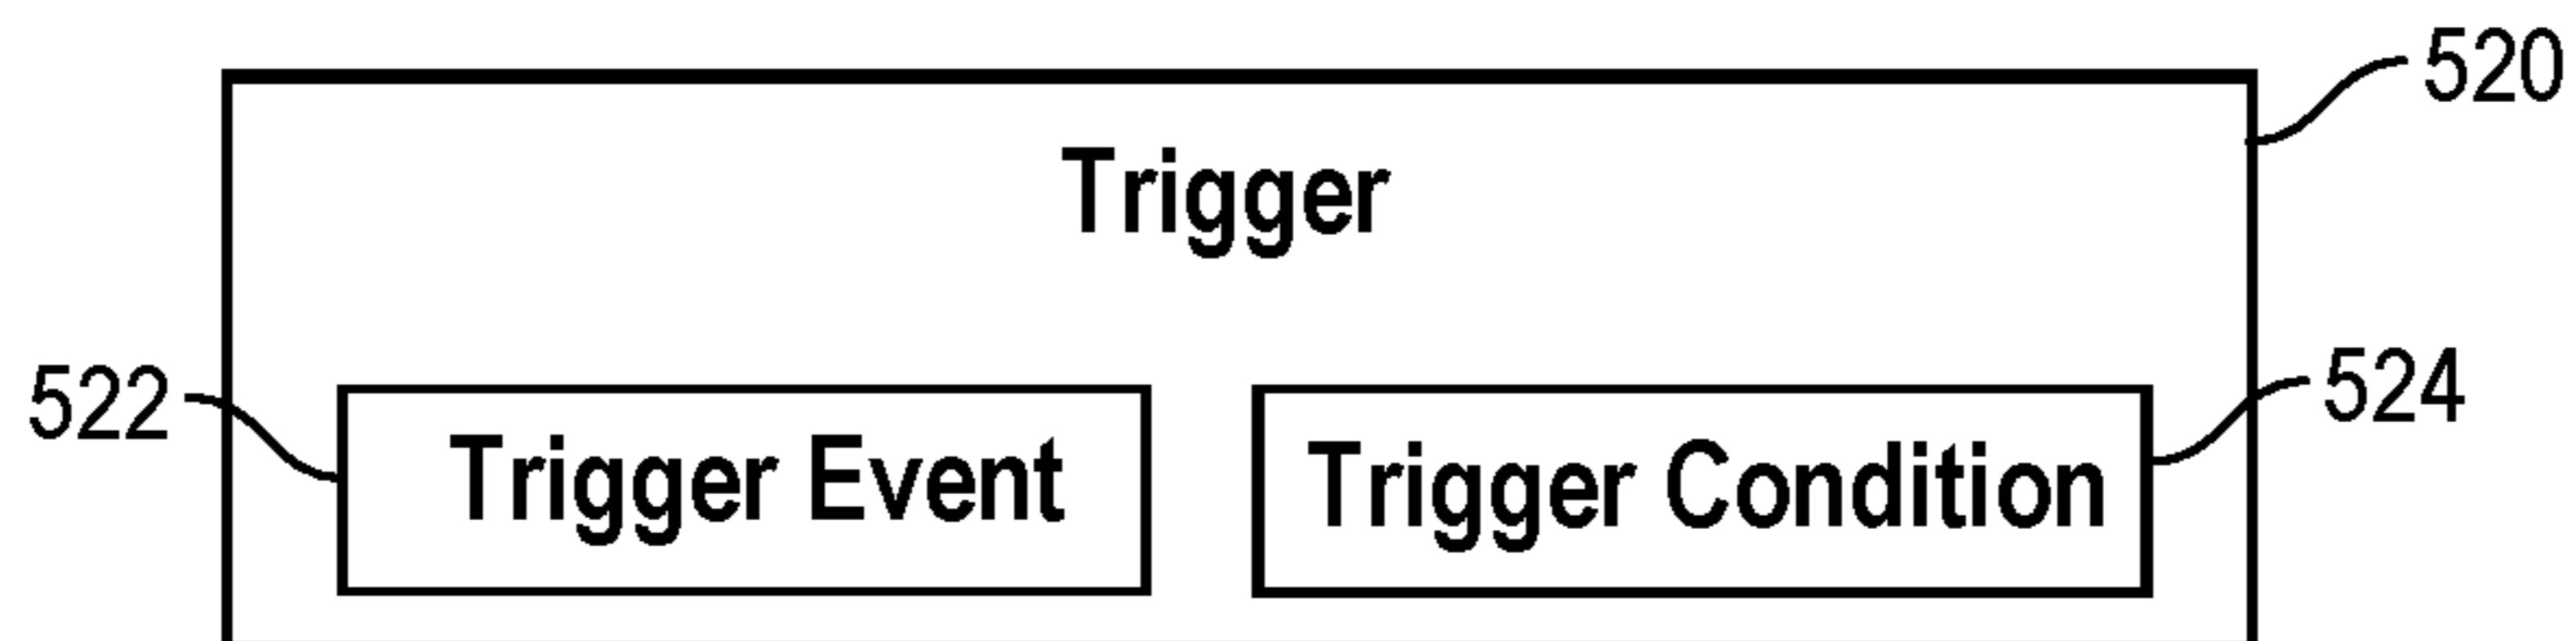 520
Trigger
522
524
Trigger Event
Trigger Condition